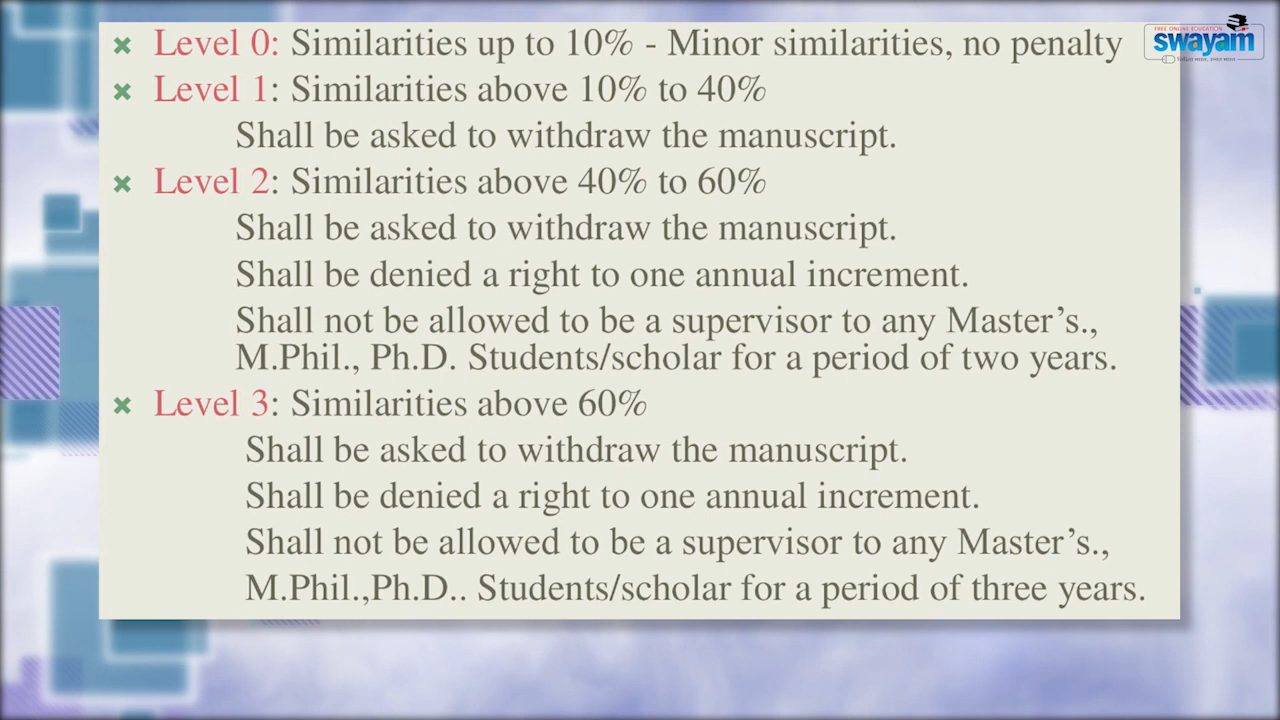 FREE ONLINE EDUCATION
swayam
Level 0: Similarities up to 10% - Minor similarities, no penalty
Level 1: Similarities above 10% to 40%
Shall be asked to withdraw the manuscript.
Level 2: Similarities above 40% to 60%
Shall be asked to withdraw the manuscript.
Shall be denied a right to one annual increment.
Shall not be allowed to be a supervisor to any Master’s.,
M.Phil., Ph.D. Students/scholar for a period of two years.
Level 3: Similarities above 60%
Shall be asked to withdraw the manuscript.
Shall be denied a right to one annual increment.
Shall not be allowed to be a supervisor to any Master’s.,
M.Phil.,Ph.D.. Students/scholar for a period of three years.